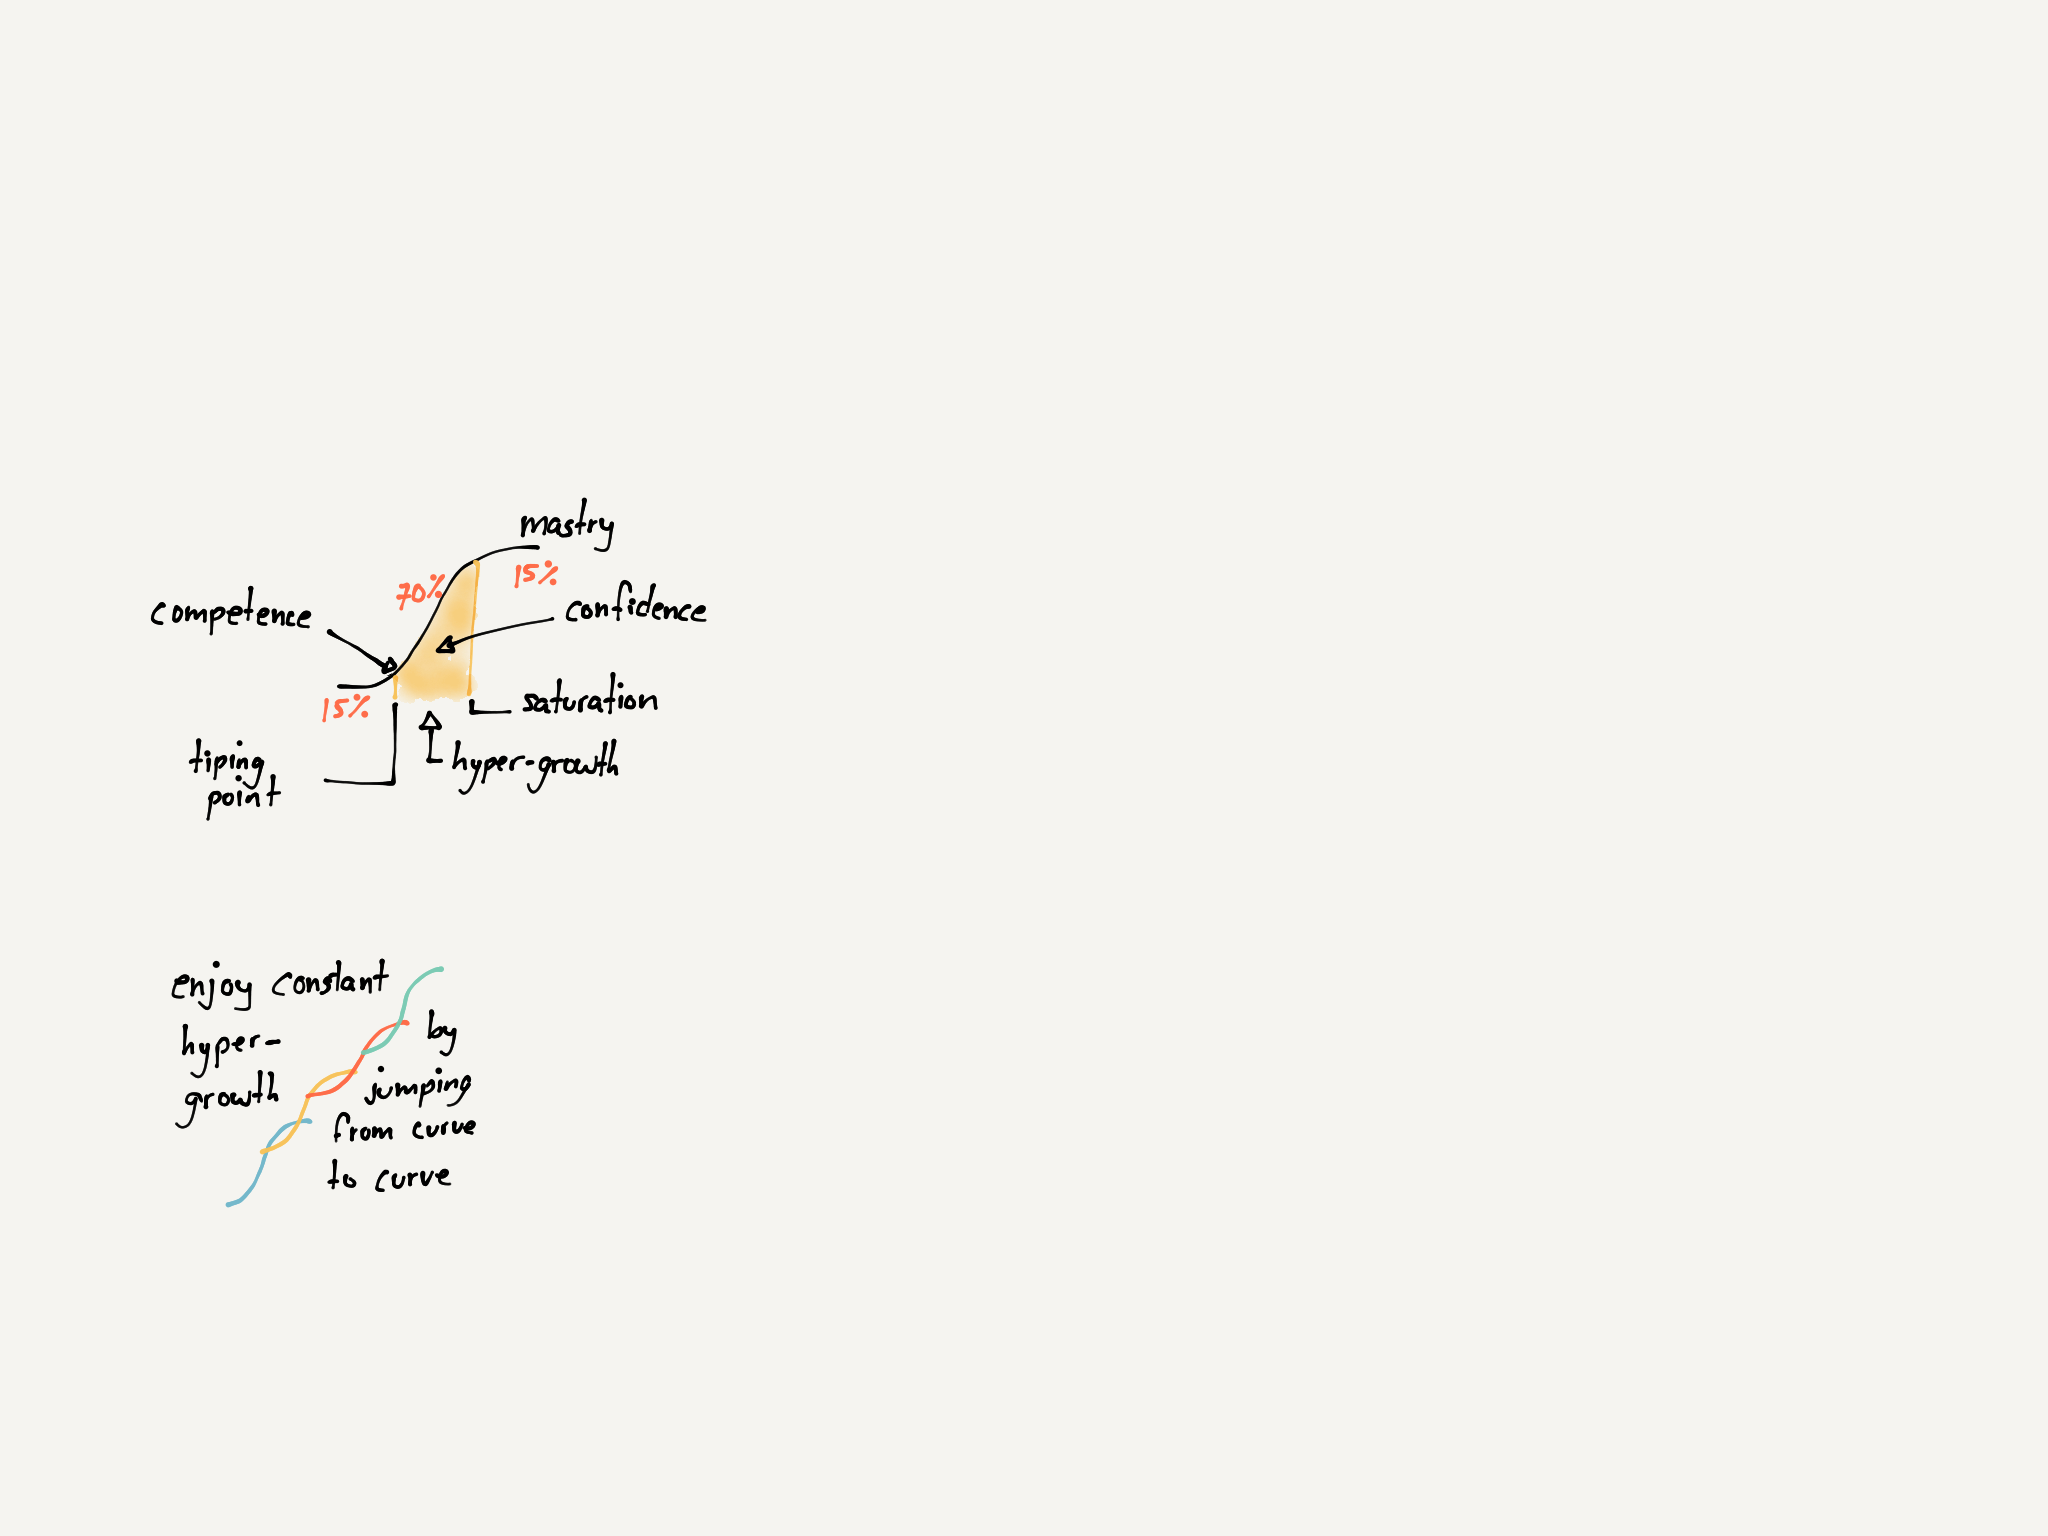 mastry
70%
15%
competence
confidence
15%
saturation
tiping
point
hyper-growth
enjoy constant
hyper-
growth
by
jumping
from curve
to curve